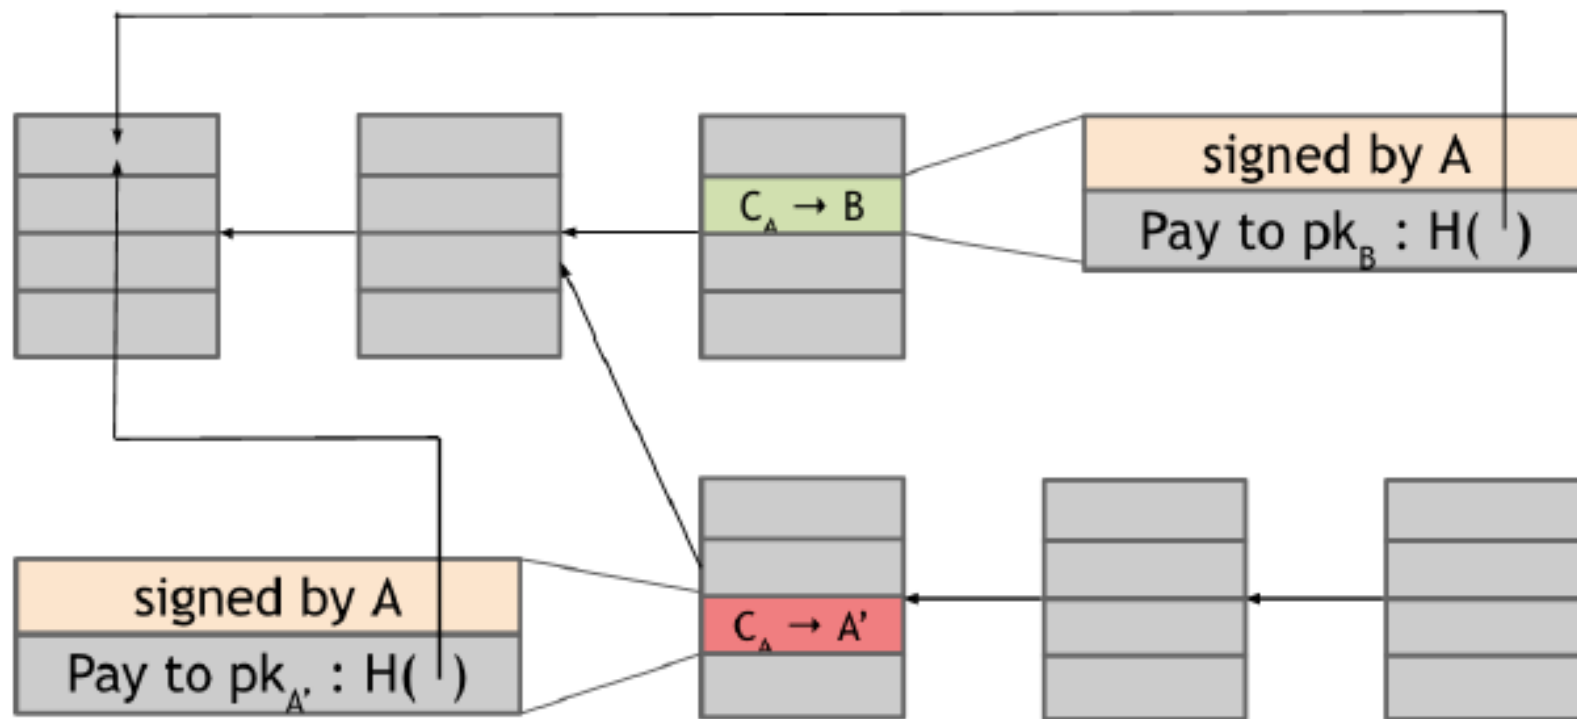 signed by A
C_A → B
Pay to pk_B : H( )
signed by A
C_A → A'
Pay to pk_A' : H( )